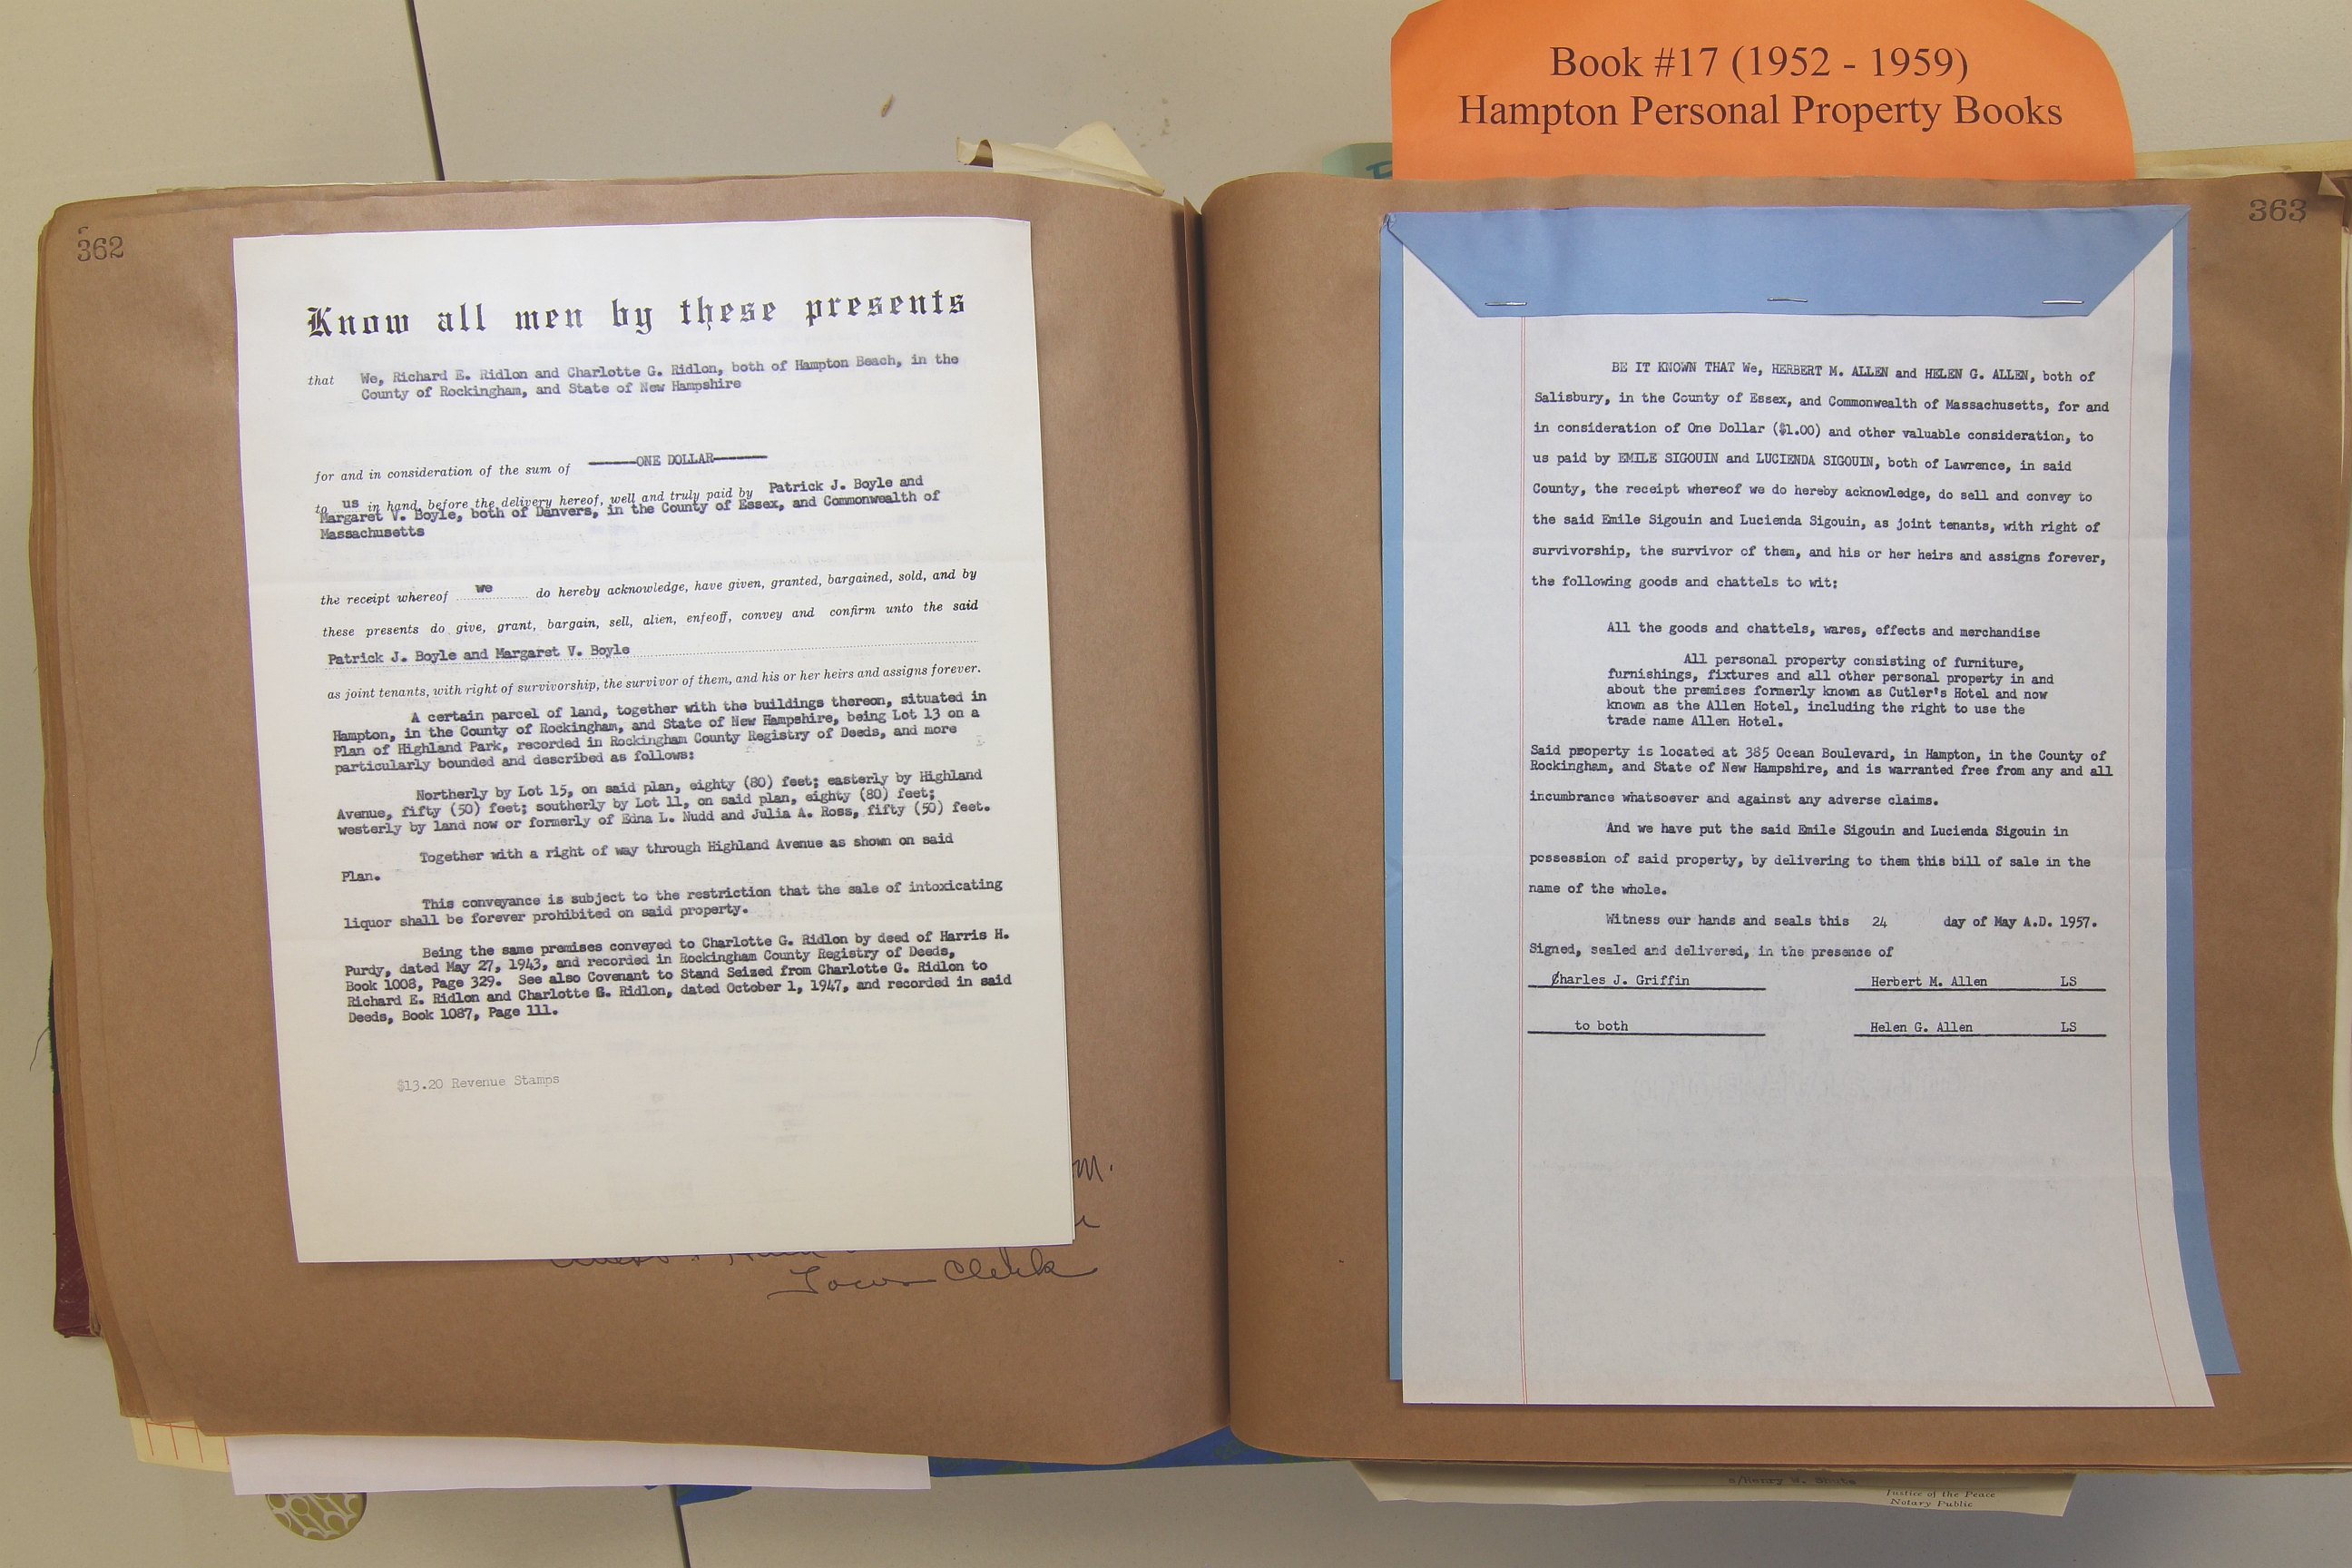 Book #17 (1952 - 1959)
Hampton Personal Property Books
362
Know all men by these presents
that We, Richard E. Ridlon and Charlotte G. Ridlon, both of Hampton Beach, in the
County of Rockingham, and State of New Hampshire
for and in consideration of the sum of ------ONE DOLLAR------
to us in hand, before the delivery hereof, well and truly paid by Patrick J. Boyle and
Margaret V. Boyle, both of Danvers, in the County of Essex, and Commonwealth of
Massachusetts
the receipt whereof we do hereby acknowledge, have given, granted, bargained, sold, and by
these presents do give, grant, bargain, sell, alien, enfeoff, convey and confirm unto the said
Patrick J. Boyle and Margaret V. Boyle
as joint tenants, with right of survivorship, the survivor of them, and his or her heirs and assigns forever.
A certain parcel of land, together with the buildings thereon, situated in
Hampton, in the County of Rockingham, and State of New Hampshire, being Lot 13 on a
Plan of Highland Park, recorded in Rockingham County Registry of Deeds, and more
particularly bounded and described as follows:
Northerly by Lot 15, on said plan, eighty (80) feet; easterly by Highland
Avenue, fifty (50) feet; southerly by Lot 11, on said plan, eighty (80) feet;
westerly by land now or formerly of Edna L. Nudd and Julia A. Ross, fifty (50) feet.
Together with a right of way through Highland Avenue as shown on said
Plan.
This conveyance is subject to the restriction that the sale of intoxicating
liquor shall be forever prohibited on said property.
Being the same premises conveyed to Charlotte G. Ridlon by deed of Harris H.
Purdy, dated May 27, 1943, and recorded in Rockingham County Registry of Deeds,
Book 1008, Page 329. See also Covenant to Stand Seized from Charlotte G. Ridlon to
Richard E. Ridlon and Charlotte G. Ridlon, dated October 1, 1947, and recorded in said
Deeds, Book 1087, Page 111.
$13.20 Revenue Stamps
Town Clerk
363
BE IT KNOWN THAT We, HERBERT M. ALLEN and HELEN G. ALLEN, both of
Salisbury, in the County of Essex, and Commonwealth of Massachusetts, for and
in consideration of One Dollar ($1.00) and other valuable consideration, to
us paid by EMILE SIGOUIN and LUCIENDA SIGOUIN, both of Lawrence, in said
County, the receipt whereof we do hereby acknowledge, do sell and convey to
the said Emile Sigouin and Lucienda Sigouin, as joint tenants, with right of
survivorship, the survivor of them, and his or her heirs and assigns forever,
the following goods and chattels to wit;
All the goods and chattels, wares, effects and merchandise
All personal property consisting of furniture,
furnishings, fixtures and all other personal property in and
about the premises formerly known as Cutler's Hotel and now
known as the Allen Hotel, including the right to use the
trade name Allen Hotel.
Said property is located at 385 Ocean Boulevard, in Hampton, in the County of
Rockingham, and State of New Hampshire, and is warranted free from any and all
incumbrance whatsoever and against any adverse claims.
And we have put the said Emile Sigouin and Lucienda Sigouin in
possession of said property, by delivering to them this bill of sale in the
name of the whole.
Witness our hands and seals this 24 day of May A.D. 1957.
Signed, sealed and delivered, in the presence of
Charles J. Griffin Herbert M. Allen LS
to both Helen G. Allen LS
s/Henry W. Shute
Justice of the Peace
Notary Public